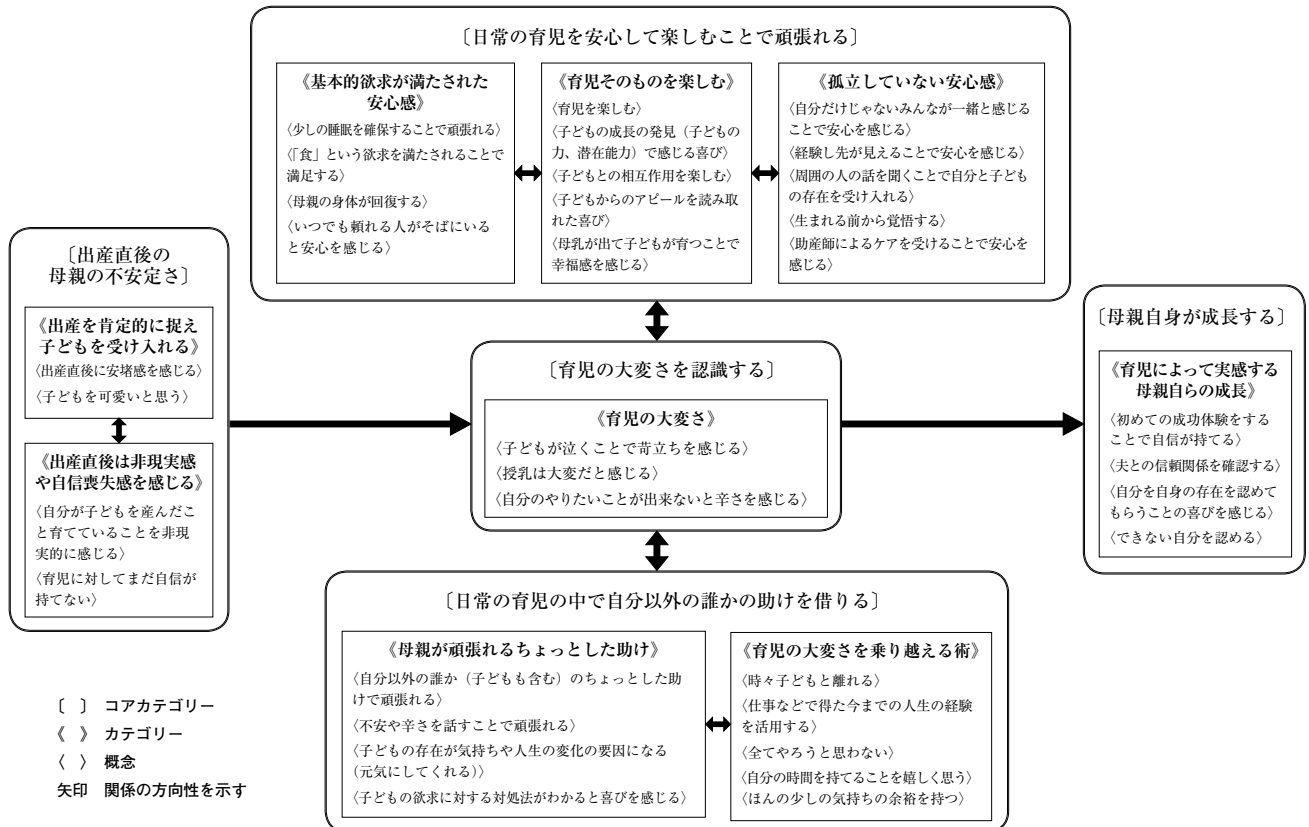 〔日常の育児を安心して楽しむことで頑張れる〕
《基本的欲求が満たされた
安心感》
〈少しの睡眠を確保することで頑張れる〉
〈「食」という欲求を満たされることで
満足する〉
〈母親の身体が回復する〉
〈いつでも頼れる人がそばにいる
と安心を感じる〉
《育児そのものを楽しむ》
〈育児を楽しむ〉
〈子どもの成長の発見（子どもの
力、潜在能力）で感じる喜び〉
〈子どもとの相互作用を楽しむ〉
〈子どもからのアピールを読み取
れた喜び〉
〈母乳が出て子どもが育つことで
幸福感を感じる〉
《孤立していない安心感》
〈自分だけじゃないみんなが一緒と感じる
ことで安心を感じる〉
〈経験し先が見えることで安心を感じる〉
〈周囲の人の話を聞くことで自分と子ども
の存在を受け入れる〉
〈生まれる前から覚悟する〉
〈助産師によるケアを受けることで安心を
感じる〉
〔出産直後の
母親の不安定さ〕
《出産を肯定的に捉え
子どもを受け入れる》
〈出産直後に安堵感を感じる〉
〈子どもを可愛いと思う〉
《出産直後は非現実感
や自信喪失感を感じる》
〈自分が子どもを産んだこ
と育てていることを非現
実的に感じる〉
〈育児に対してまだ自信が
持てない〉
〔育児の大変さを認識する〕
《育児の大変さ》
〈子どもが泣くことで苛立ちを感じる〉
〈授乳は大変だと感じる〉
〈自分のやりたいことが出来ないと辛さを感じる〉
〔母親自身が成長する〕
《育児によって実感する
母親自らの成長》
〈初めての成功体験をする
ことで自信が持てる〉
〈夫との信頼関係を確認する〉
〈自分を自身の存在を認めて
もらうことの喜びを感じる〉
〈できない自分を認める〉
〔日常の育児の中で自分以外の誰かの助けを借りる〕
《母親が頑張れるちょっとした助け》
〈自分以外の誰か（子どもも含む）のちょっとした助
けで頑張れる〉
〈不安や辛さを話すことで頑張れる〉
〈子どもの存在が気持ちや人生の変化の要因になる
（元気にしてくれる）〉
〈子どもの欲求に対する対処法がわかると喜びを感じる〉
《育児の大変さを乗り越える術》
〈時々子どもと離れる〉
〈仕事などで得た今までの人生の経験
を活用する〉
〈全てやろうと思わない〉
〈自分の時間を持てることを嬉しく思う〉
〈ほんの少しの気持ちの余裕を持つ〉
〔　〕 コアカテゴリー
《　》 カテゴリー
〈　〉 概念
矢印　関係の方向性を示す